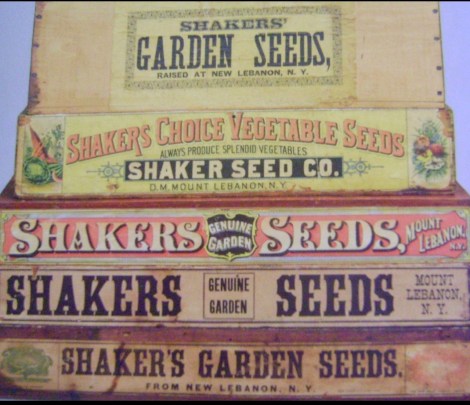 SHAKERS'
GARDEN SEEDS,
RAISED AT NEW LEBANON, N. Y.
SHAKERS CHOICE VEGETABLE SEEDS
ALWAYS PRODUCE SPLENDID VEGETABLES
SHAKER SEED CO.
D.M. MOUNT LEBANON, N.Y.
SHAKERS GENUINE GARDEN SEEDS, MOUNT LEBANON, N.Y.
SHAKERS GENUINE GARDEN SEEDS MOUNT LEBANON, N. Y.
SHAKER'S GARDEN SEEDS.
FROM NEW LEBANON, N. Y.